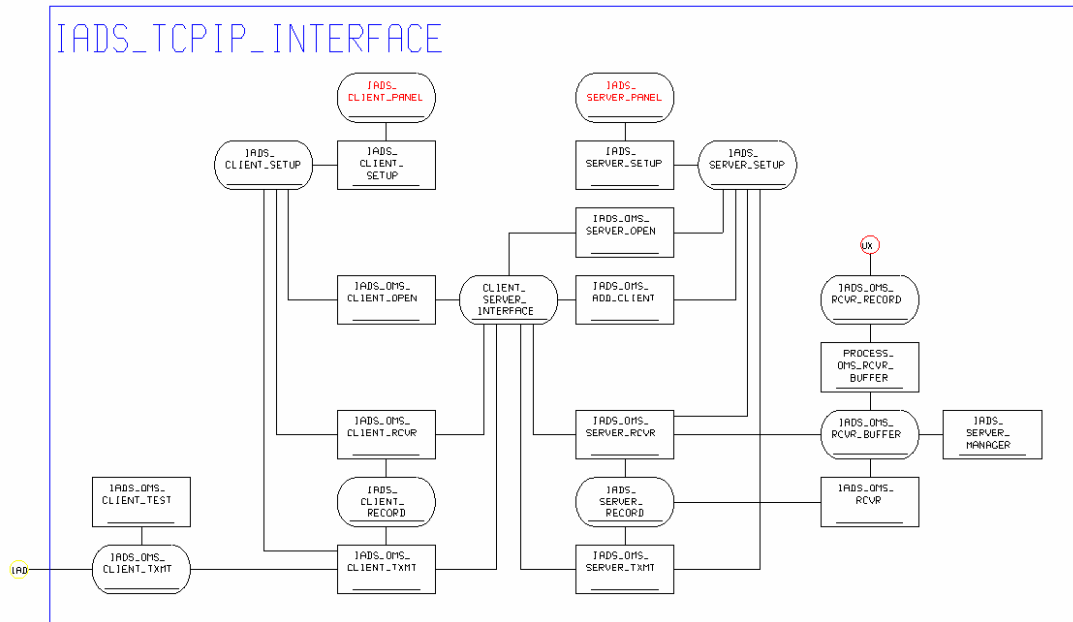 IADS_TCPIP_INTERFACE
IADS_
CLIENT_PANEL
IADS_
SERVER_PANEL
IADS_
CLIENT_SETUP
IADS_
CLIENT_
SETUP
IADS_
SERVER_SETUP
IADS_
SERVER_SETUP
IADS_OMS_
SERVER_OPEN
UX
IADS_OMS_
CLIENT_OPEN
CLIENT_
SERVER_
INTERFACE
IADS_OMS_
ADD_CLIENT
IADS_OMS_
RCVR_RECORD
PROCESS_
OMS_RCVR_
BUFFER
IADS_OMS_
CLIENT_RCVR
IADS_OMS_
SERVER_RCVR
IADS_OMS_
RCVR_BUFFER
IADS_
SERVER_
MANAGER
IADS_OMS_
CLIENT_TEST
IADS_
CLIENT_
RECORD
IADS_
SERVER_
RECORD
IADS_OMS_
RCVR
IAD
IADS_OMS_
CLIENT_TXMT
IADS_OMS_
CLIENT_TXMT
IADS_OMS_
SERVER_TXMT